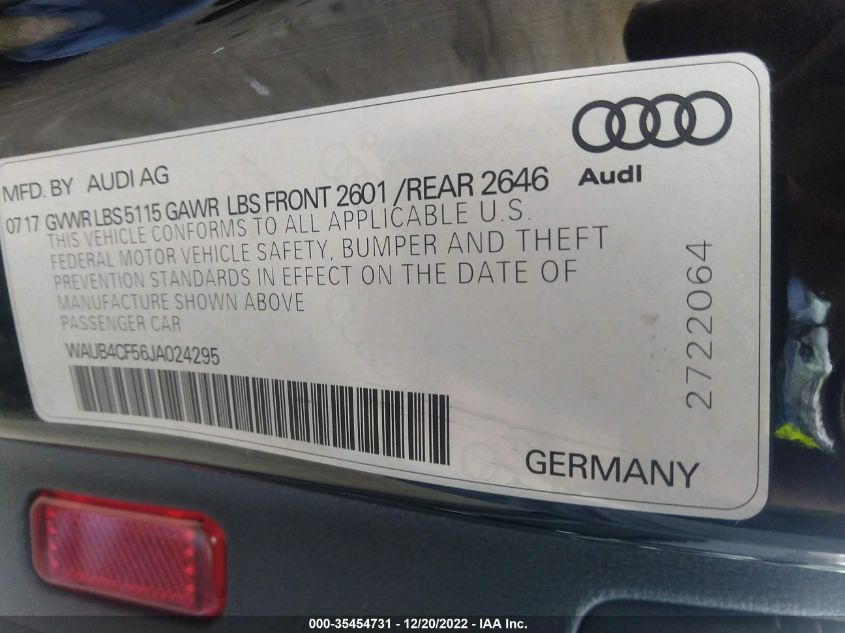 Audi
MFD. BY AUDI AG
0717 GVWR LBS 5115 GAWR LBS FRONT 2601 /REAR 2646
THIS VEHICLE CONFORMS TO ALL APPLICABLE U.S.
FEDERAL MOTOR VEHICLE SAFETY, BUMPER AND THEFT
PREVENTION STANDARDS IN EFFECT ON THE DATE OF
MANUFACTURE SHOWN ABOVE
PASSENGER CAR
WAUB4CF56JA024295
2722064
GERMANY
000-35454731 - 12/20/2022 - IAA Inc.